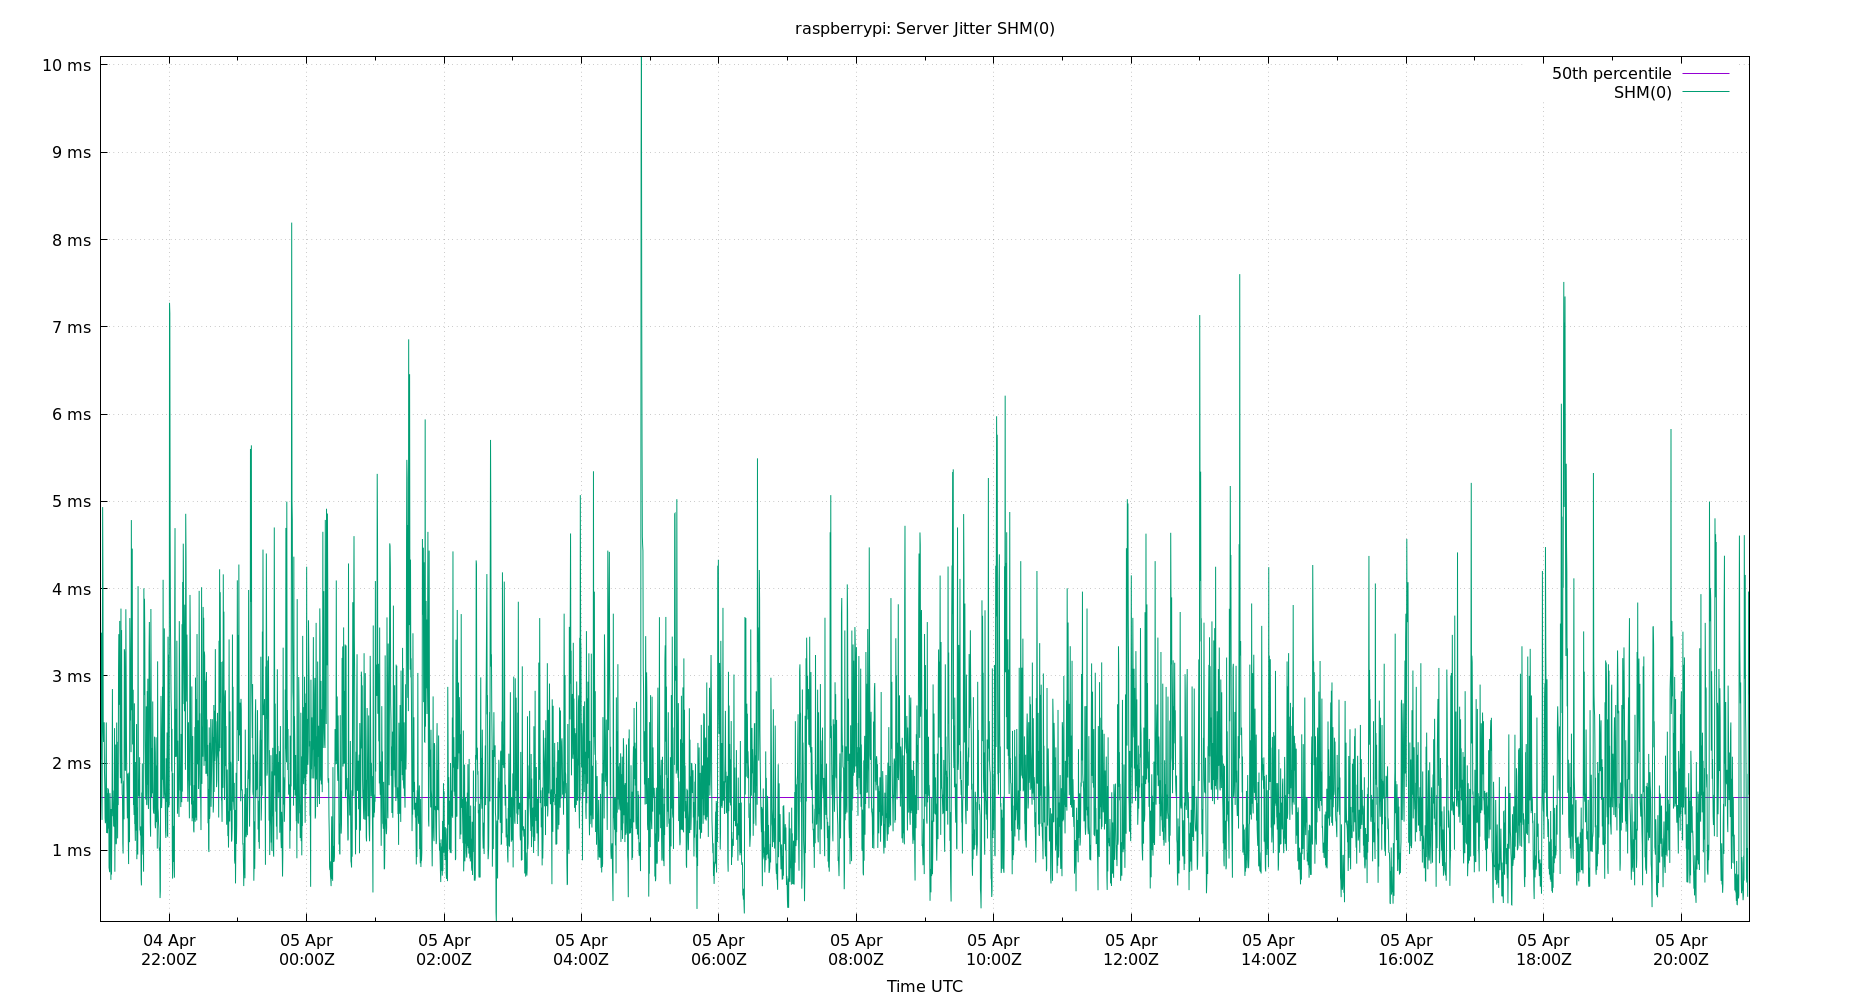 raspberrypi: Server Jitter SHM(0)
10 ms
9 ms
8 ms
7 ms
6 ms
5 ms
4 ms
3 ms
2 ms
1 ms
50th percentile
SHM(0)
04 Apr 05 Apr 05 Apr 05 Apr 05 Apr 05 Apr 05 Apr 05 Apr 05 Apr 05 Apr 05 Apr 05 Apr
22:00Z 00:00Z 02:00Z 04:00Z 06:00Z 08:00Z 10:00Z 12:00Z 14:00Z 16:00Z 18:00Z 20:00Z
Time UTC